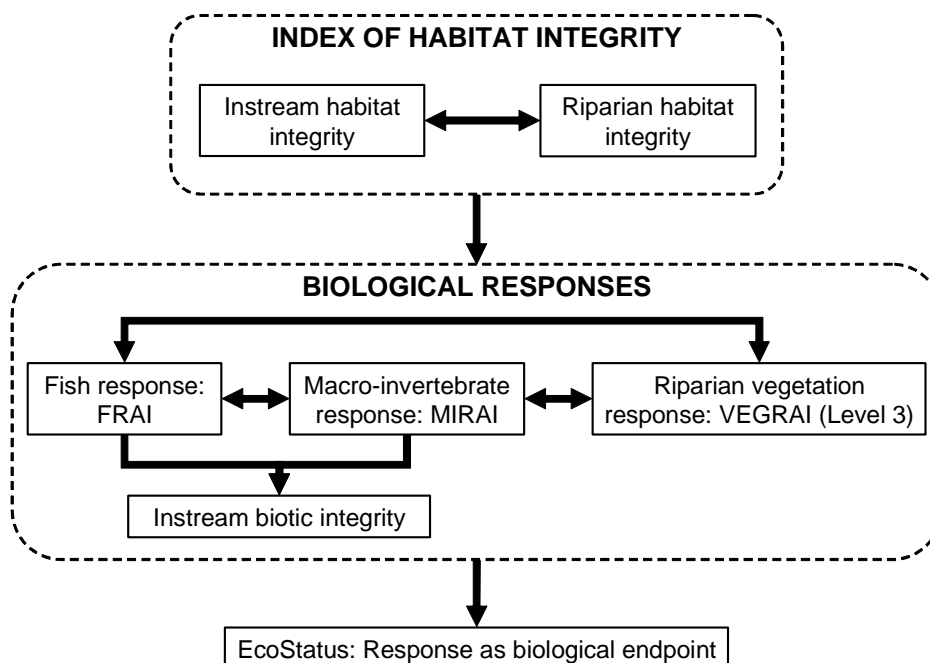 INDEX OF HABITAT INTEGRITY
Instream habitat
integrity
Riparian habitat
integrity
BIOLOGICAL RESPONSES
Fish response:
FRAI
Macro-invertebrate
response: MIRAI
Riparian vegetation
response: VEGRAI (Level 3)
Instream biotic integrity
EcoStatus: Response as biological endpoint